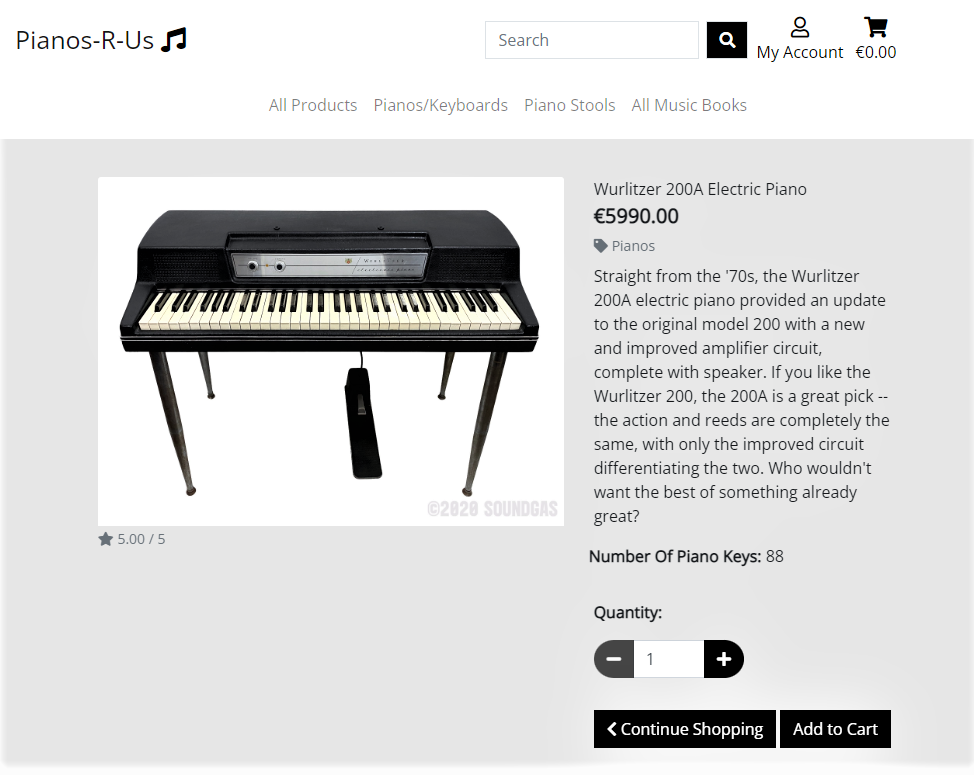 Pianos-R-Us
Search
My Account
€0.00
All Products
Pianos/Keyboards
Piano Stools
All Music Books
WURLITZER
electronic piano
©2020 SOUNDGAS
5.00 / 5
Wurlitzer 200A Electric Piano
€5990.00
Pianos
Straight from the '70s, the Wurlitzer
200A electric piano provided an update
to the original model 200 with a new
and improved amplifier circuit,
complete with speaker. If you like the
Wurlitzer 200, the 200A is a great pick --
the action and reeds are completely the
same, with only the improved circuit
differentiating the two. Who wouldn't
want the best of something already
great?
Number Of Piano Keys: 88
Quantity:
1
Continue Shopping
Add to Cart